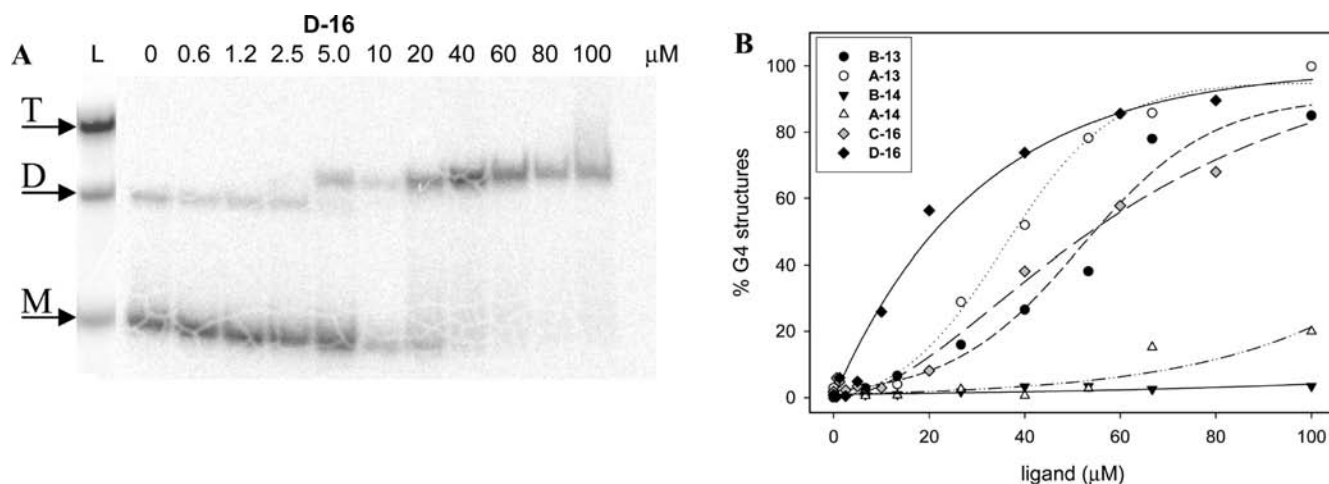 D-16
A L 0 0.6 1.2 2.5 5.0 10 20 40 60 80 100 μM
T
D
M
B
B-13
A-13
B-14
A-14
C-16
D-16
% G4 structures
100
80
60
40
20
0
0 20 40 60 80 100
ligand (μM)